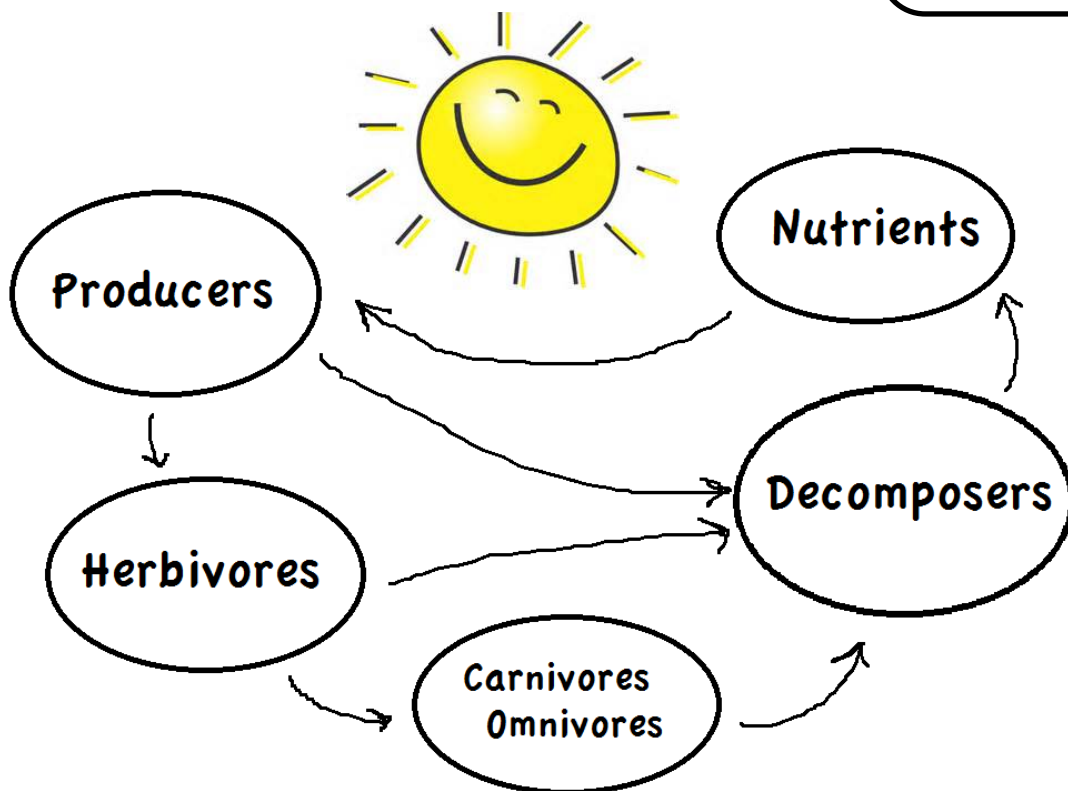 Nutrients
Producers
Decomposers
Herbivores
Carnivores
Omnivores